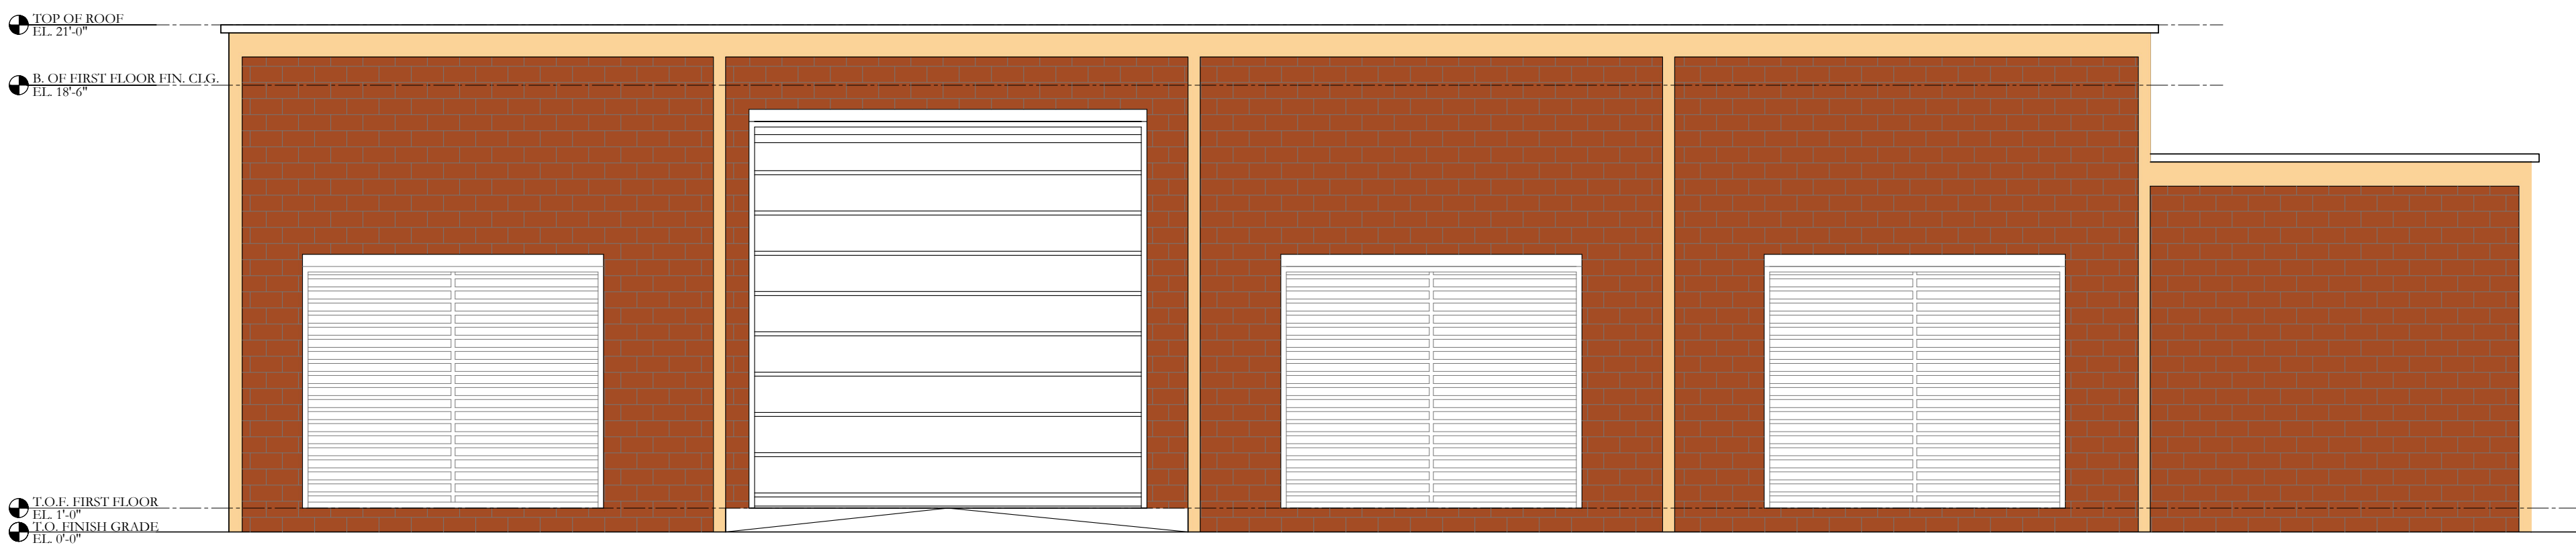 TOP OF ROOF
EL. 21'-0"
B. OF FIRST FLOOR FIN. CLG.
EL. 18'-6"
T.O.F. FIRST FLOOR
EL. 1'-0"
T.O. FINISH GRADE
EL. 0'-0"